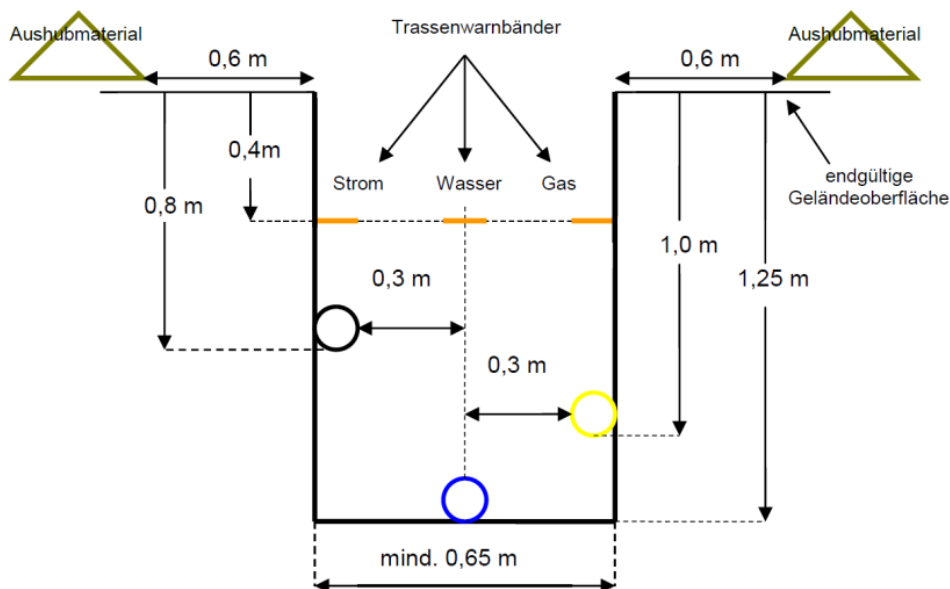 Aushubmaterial
Trassenwarnbänder
Aushubmaterial
0,6 m
0,6 m
0,4m
Strom
Wasser
Gas
endgültige
Geländeoberfläche
0,8 m
1,0 m
1,25 m
0,3 m
0,3 m
mind. 0,65 m